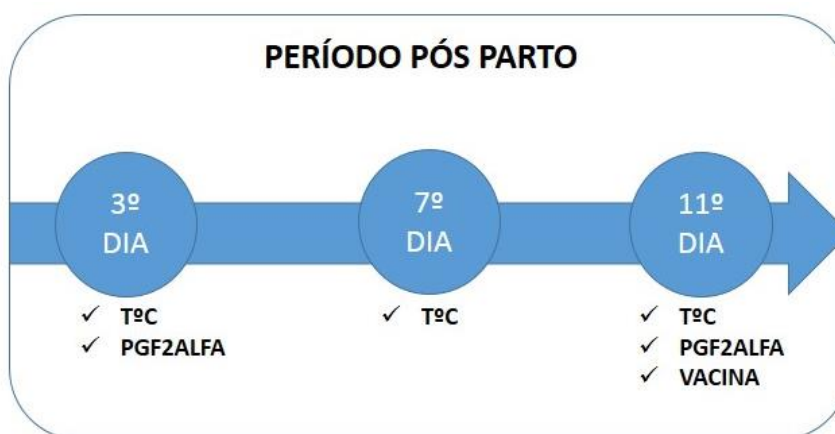 PERÍODO PÓS PARTO
3º
DIA
7º
DIA
11º
DIA
✓ TºC
✓ PGF2ALFA
✓ TºC
✓ TºC
✓ PGF2ALFA
✓ VACINA